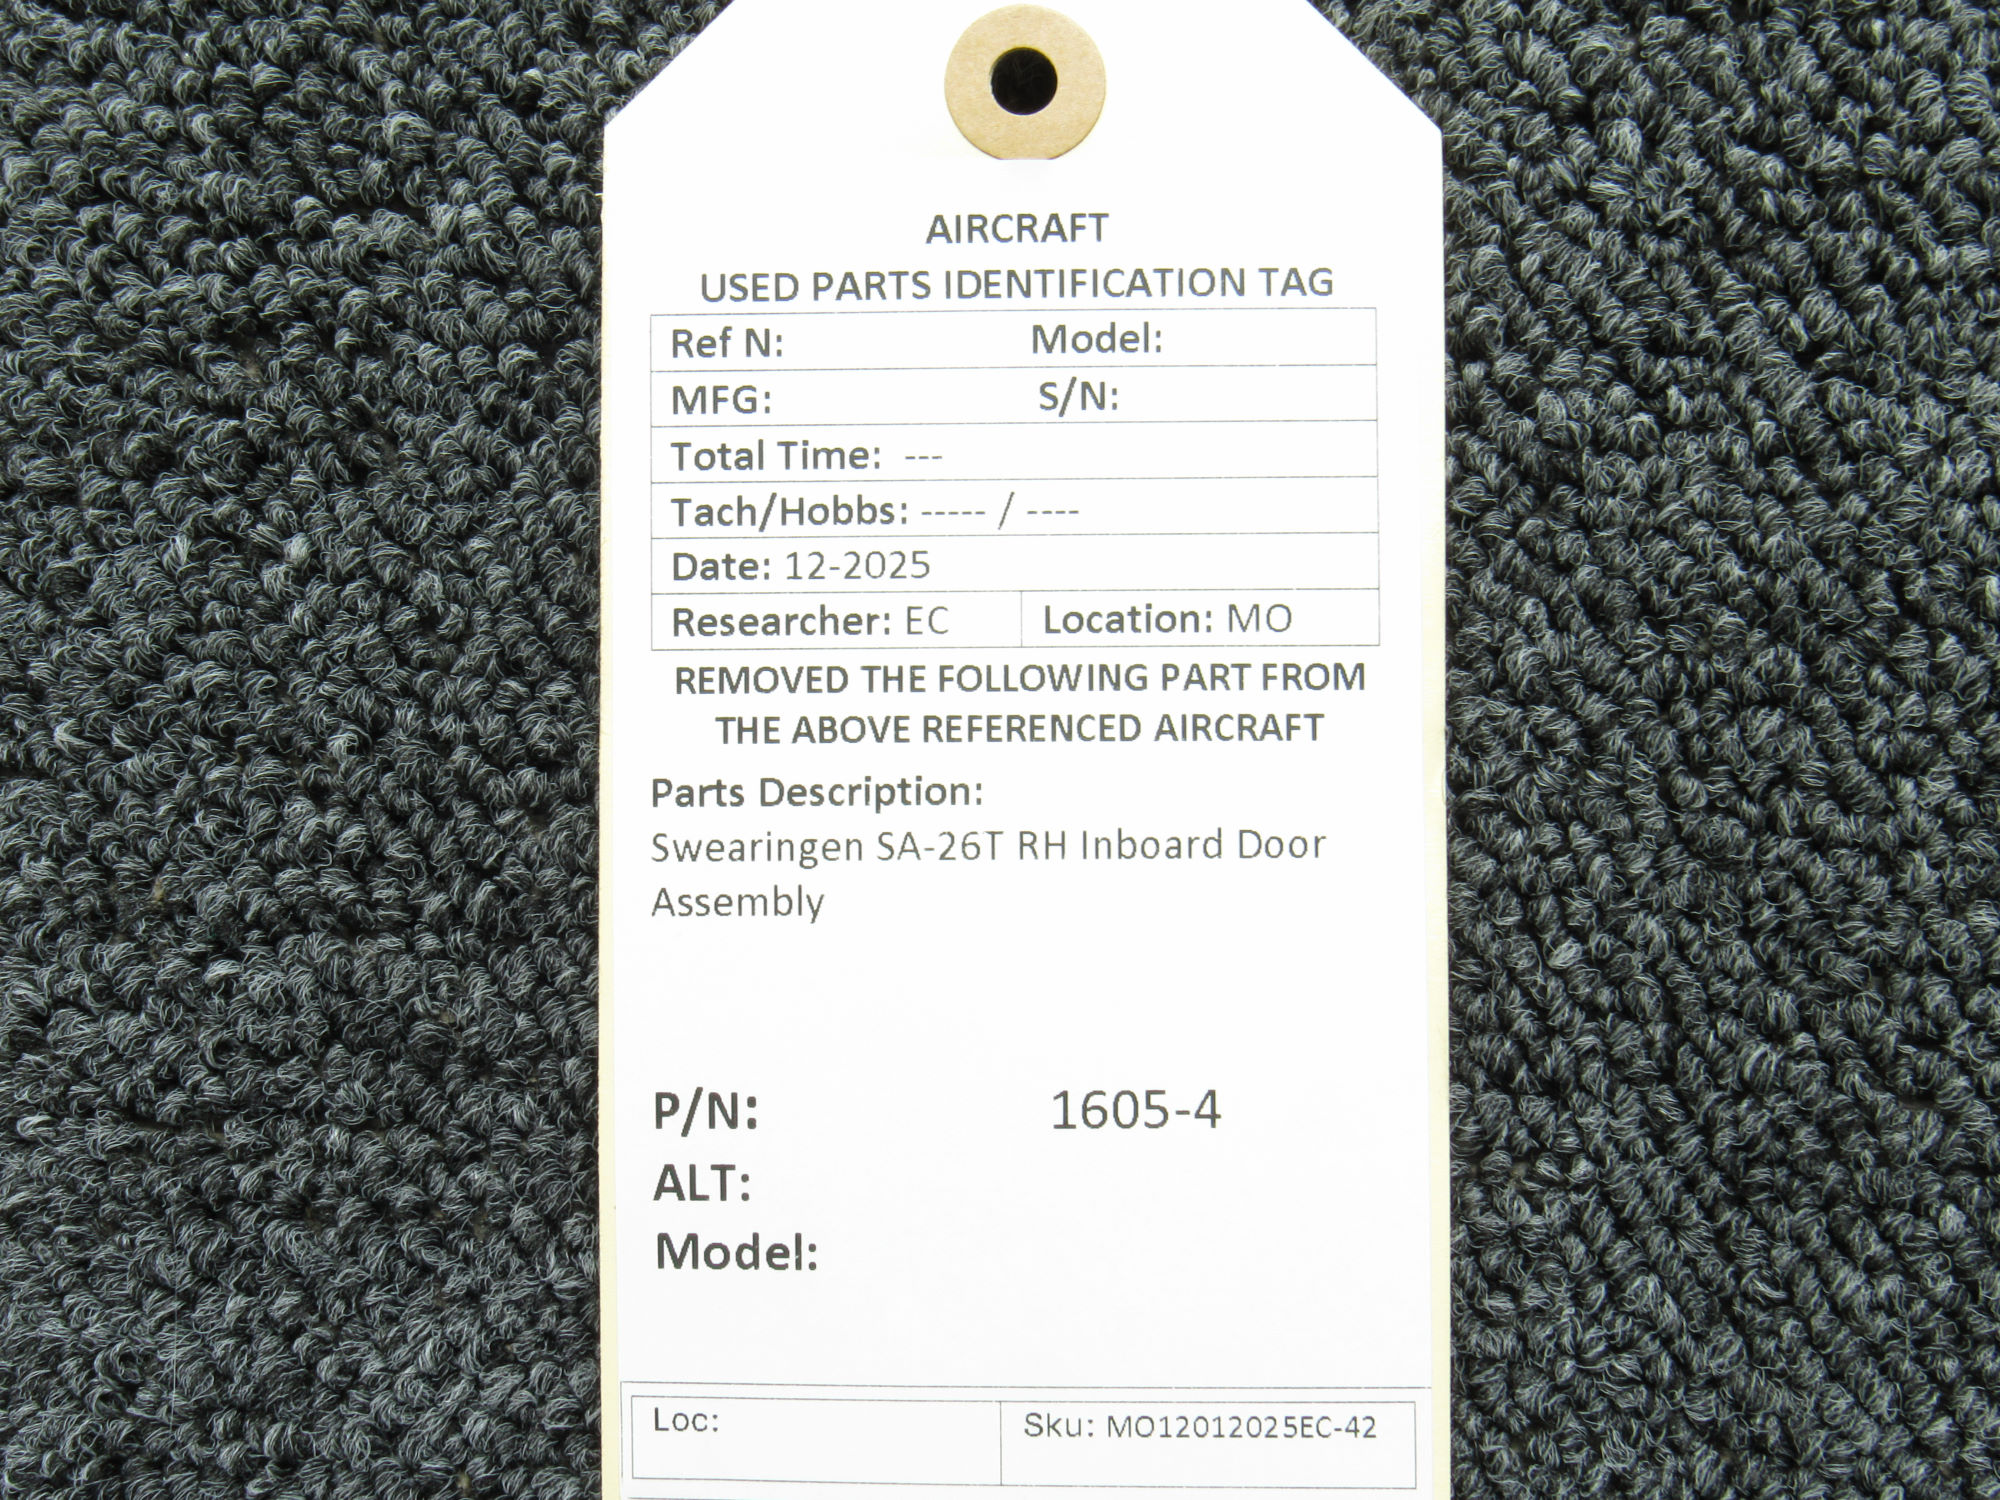 AIRCRAFT
USED PARTS IDENTIFICATION TAG
Ref N: Model:
MFG: S/N:
Total Time: ---
Tach/Hobbs: ----- / ----
Date: 12-2025
Researcher: EC Location: MO
REMOVED THE FOLLOWING PART FROM
THE ABOVE REFERENCED AIRCRAFT
Parts Description:
Swearingen SA-26T RH Inboard Door
Assembly
P/N: 1605-4
ALT:
Model:
Loc: Sku: MO12012025EC-42